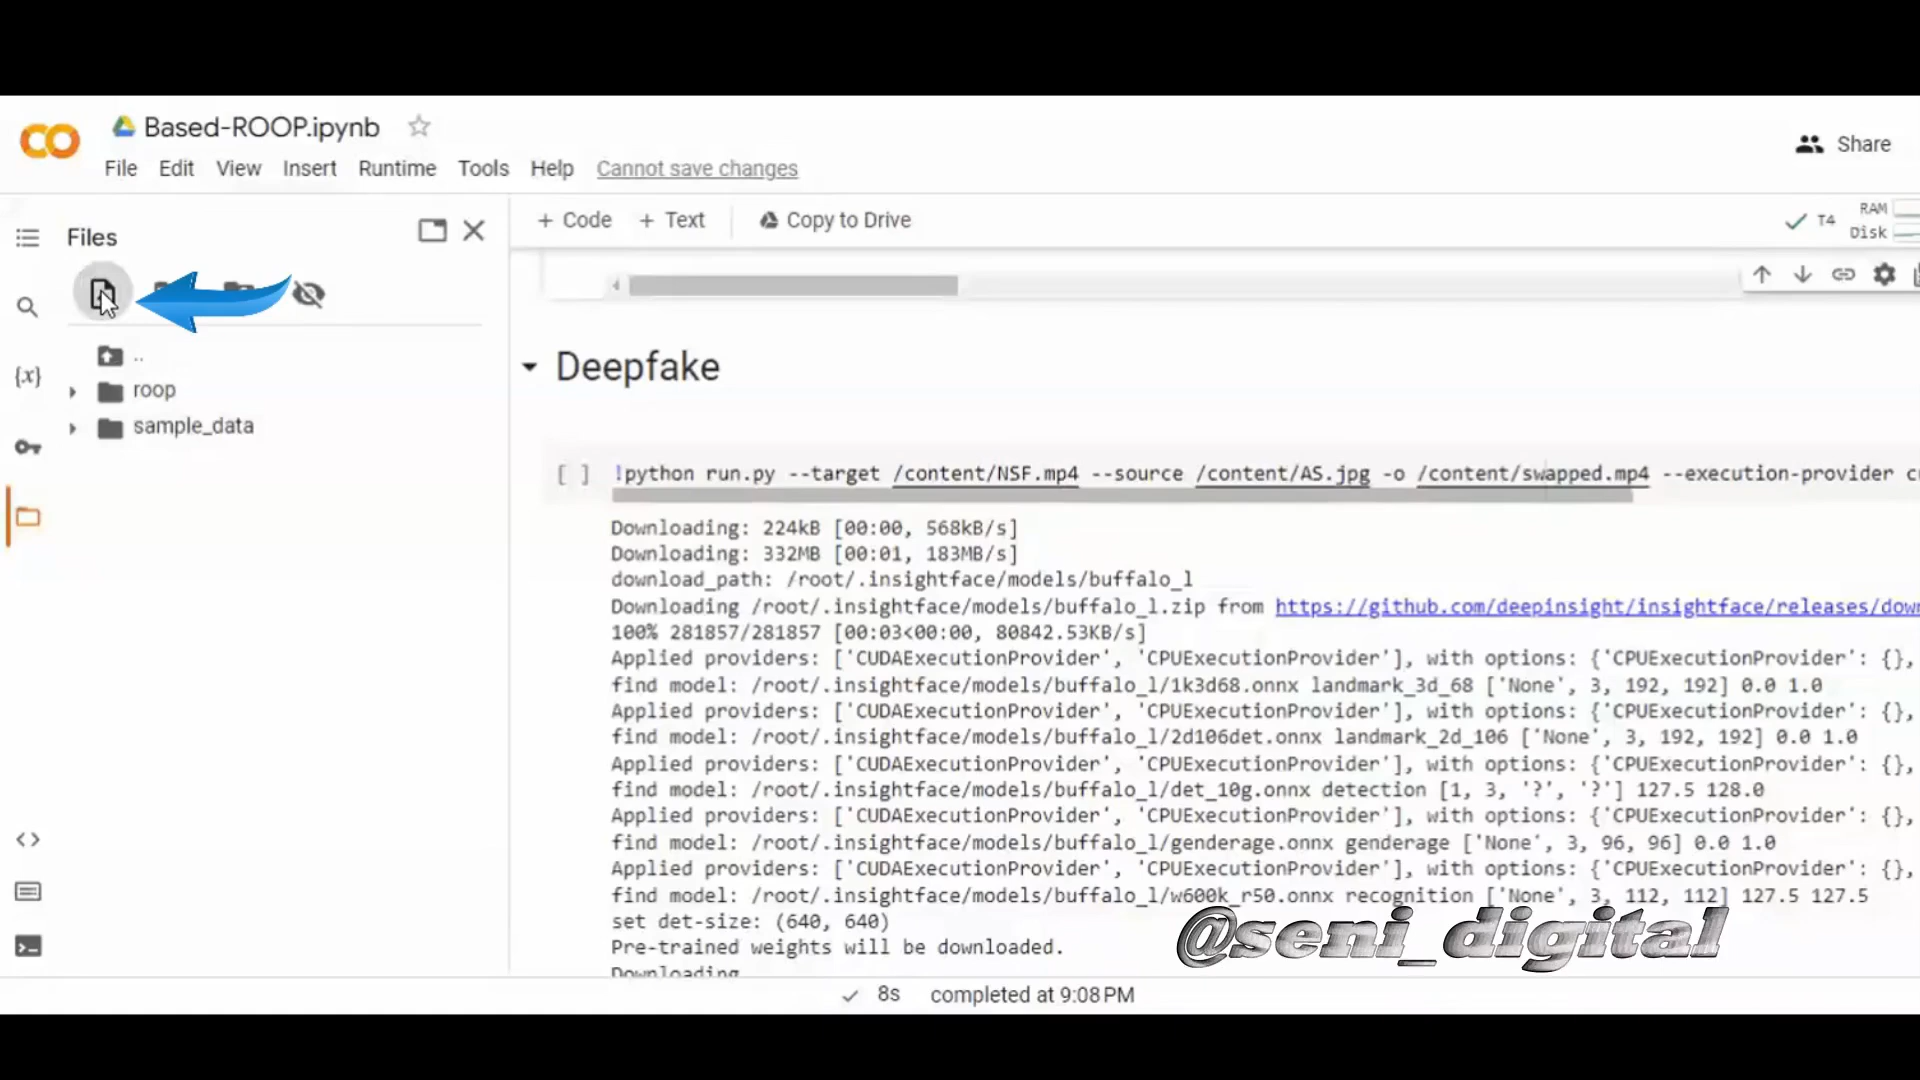 Based-ROOP.ipynb
File Edit View Insert Runtime Tools Help Cannot save changes
Share
Files
+ Code + Text Copy to Drive
T4
RAM
Disk
..
roop
sample_data
{x}
Deepfake
[ ] !python run.py --target /content/NSF.mp4 --source /content/AS.jpg -o /content/swapped.mp4 --execution-provider
Downloading: 224kB [00:00, 568kB/s]
Downloading: 332MB [00:01, 183MB/s]
download_path: /root/.insightface/models/buffalo_l
Downloading /root/.insightface/models/buffalo_l.zip from https://github.com/deepinsight/insightface/releases/dow
100% 281857/281857 [00:03<00:00, 80842.53KB/s]
Applied providers: ['CUDAExecutionProvider', 'CPUExecutionProvider'], with options: {'CPUExecutionProvider': {},
find model: /root/.insightface/models/buffalo_l/1k3d68.onnx landmark_3d_68 ['None', 3, 192, 192] 0.0 1.0
Applied providers: ['CUDAExecutionProvider', 'CPUExecutionProvider'], with options: {'CPUExecutionProvider': {},
find model: /root/.insightface/models/buffalo_l/2d106det.onnx landmark_2d_106 ['None', 3, 192, 192] 0.0 1.0
Applied providers: ['CUDAExecutionProvider', 'CPUExecutionProvider'], with options: {'CPUExecutionProvider': {},
find model: /root/.insightface/models/buffalo_l/det_10g.onnx detection [1, 3, '?', '?'] 127.5 128.0
Applied providers: ['CUDAExecutionProvider', 'CPUExecutionProvider'], with options: {'CPUExecutionProvider': {},
find model: /root/.insightface/models/buffalo_l/genderage.onnx genderage ['None', 3, 96, 96] 0.0 1.0
Applied providers: ['CUDAExecutionProvider', 'CPUExecutionProvider'], with options: {'CPUExecutionProvider': {},
find model: /root/.insightface/models/buffalo_l/w600k_r50.onnx recognition ['None', 3, 112, 112] 127.5 127.5
set det-size: (640, 640)
Pre-trained weights will be downloaded.
Downloading
@seni_digital
8s completed at 9:08 PM